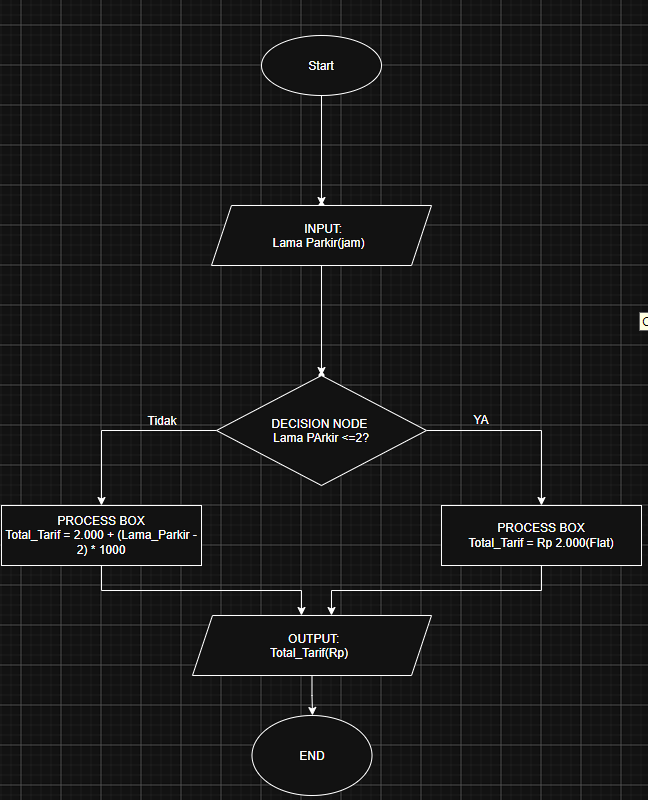 Start
INPUT:
Lama Parkir(jam)
DECISION NODE
Lama PArkir <=2?
Tidak
YA
PROCESS BOX
Total_Tarif = 2.000 + (Lama_Parkir -
2) * 1000
PROCESS BOX
Total_Tarif = Rp 2.000(Flat)
OUTPUT:
Total_Tarif(Rp)
END